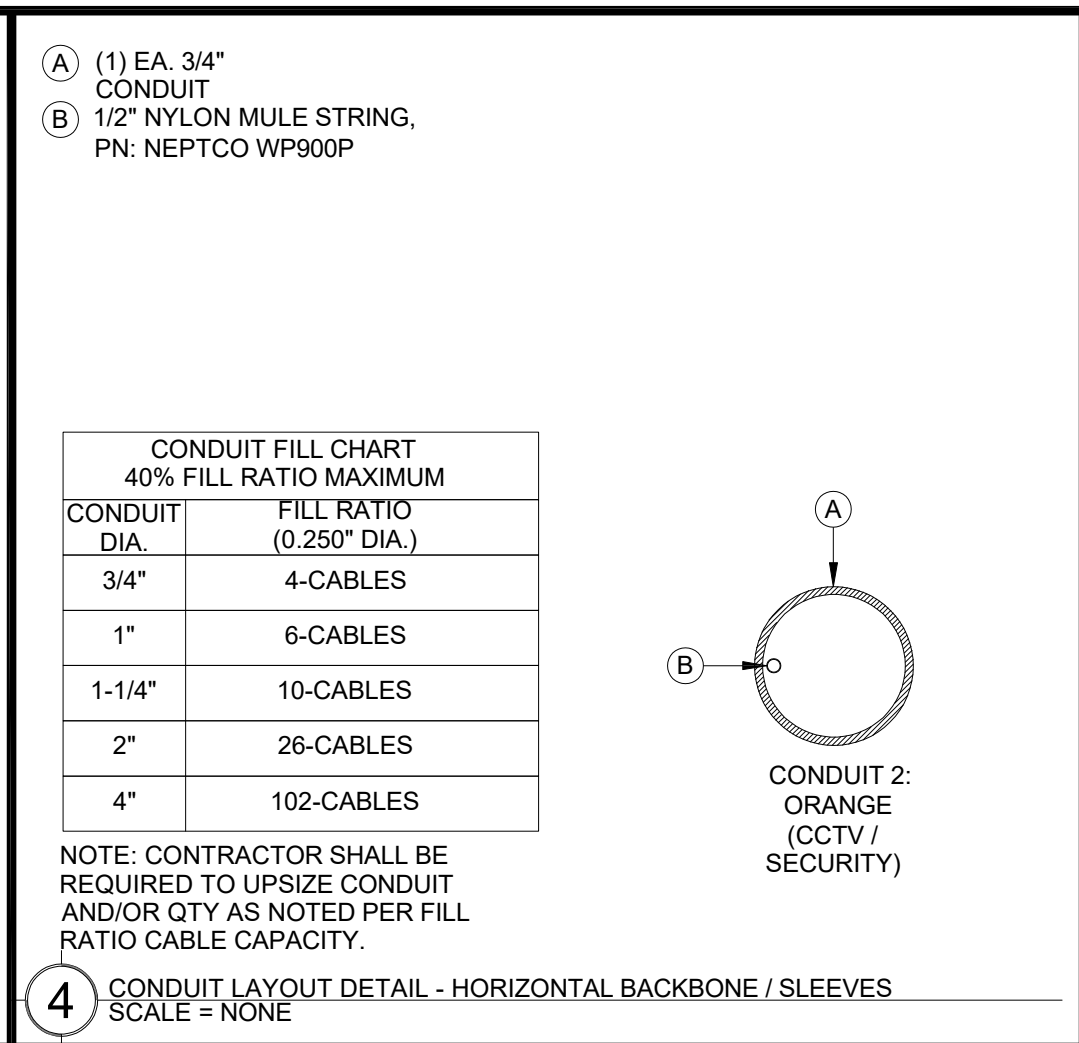 A (1) EA. 3/4"
CONDUIT
B 1/2" NYLON MULE STRING,
PN: NEPTCO WP900P
CONDUIT FILL CHART
40% FILL RATIO MAXIMUM
CONDUIT DIA. FILL RATIO (0.250" DIA.)
3/4" 4-CABLES
1" 6-CABLES
1-1/4" 10-CABLES
2" 26-CABLES
4" 102-CABLES
NOTE: CONTRACTOR SHALL BE
REQUIRED TO UPSIZE CONDUIT
AND/OR QTY AS NOTED PER FILL
RATIO CABLE CAPACITY.
A
B
CONDUIT 2:
ORANGE
(CCTV /
SECURITY)
4 CONDUIT LAYOUT DETAIL - HORIZONTAL BACKBONE / SLEEVES
SCALE = NONE